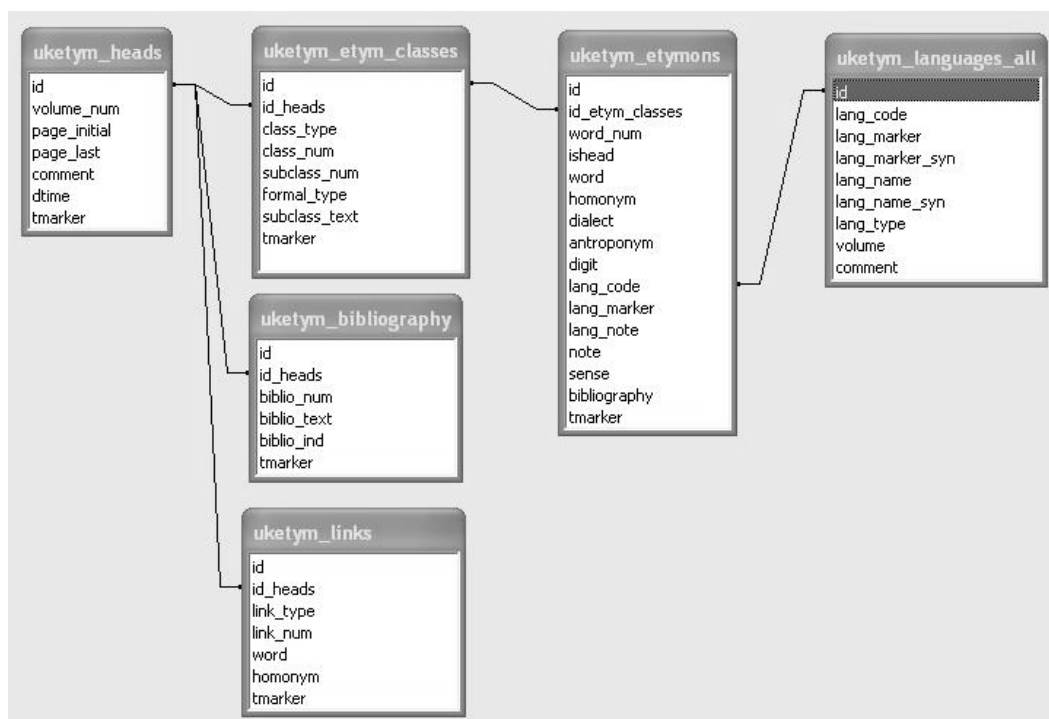 uketym_heads
id
volume_num
page_initial
page_last
comment
dtime
tmarker
uketym_etym_classes
id
id_heads
class_type
class_num
subclass_num
formal_type
subclass_text
tmarker
uketym_etymons
id
id_etym_classes
word_num
ishead
word
homonym
dialect
antroponym
digit
lang_code
lang_marker
lang_note
note
sense
bibliography
tmarker
uketym_languages_all
id
lang_code
lang_marker
lang_marker_syn
lang_name
lang_name_syn
lang_type
volume
comment
uketym_bibliography
id
id_heads
biblio_num
biblio_text
biblio_ind
tmarker
uketym_links
id
id_heads
link_type
link_num
word
homonym
tmarker